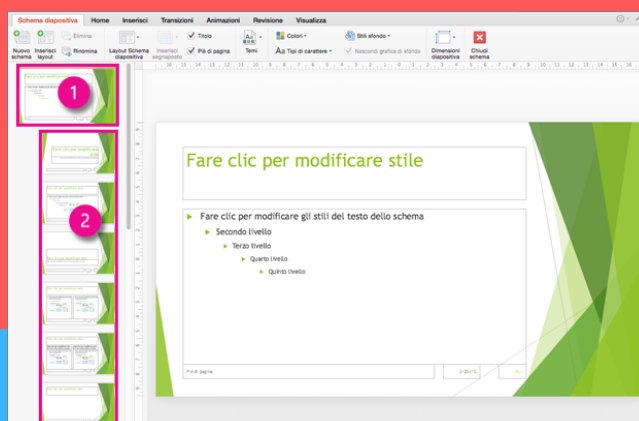 Schema diapositiva Home Inserisci Transizioni Animazioni Revisione Visualizza
Nuovo schema
Inserisci layout
Elimina
Rinomina
Layout Schema diapositiva
Inserisci segnaposto
Titolo
Piè di pagina
Temi
Colori
Aa Tipi di carattere
Stili sfondo
Nascondi grafica di sfondo
Dimensioni diapositiva
Chiudi schema
1
2
Fare clic per modificare stile
Fare clic per modificare gli stili del testo dello schema
Secondo livello
Terzo livello
Quarto livello
Quinto livello
Piè di pagina